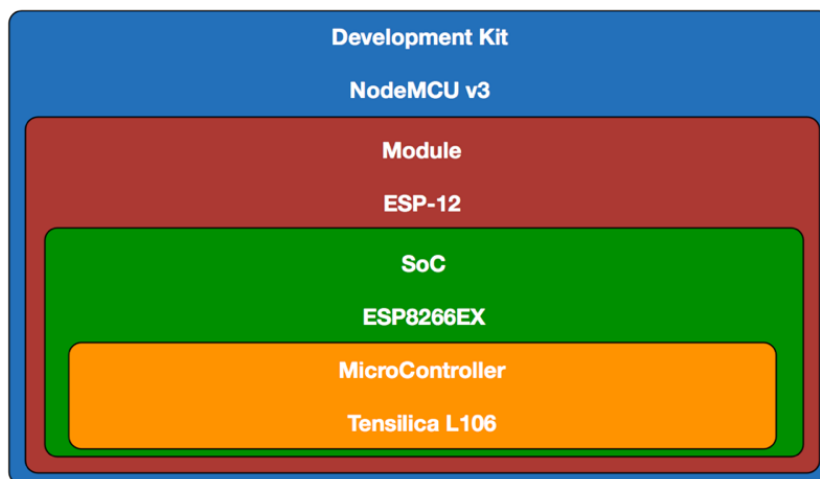 Development Kit
NodeMCU v3
Module
ESP-12
SoC
ESP8266EX
MicroController
Tensilica L106